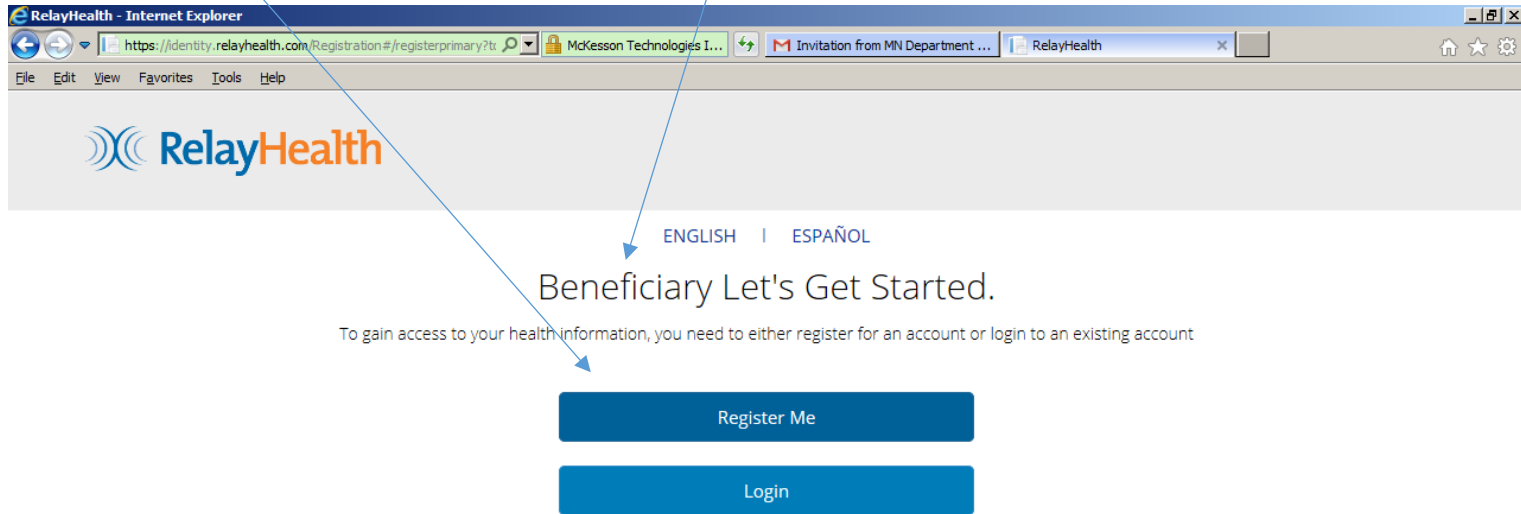 RelayHealth - Internet Explorer
https://identity.relayhealth.com/Registration#/registerprimary?tc McKesson Technologies I... Invitation from MN Department ... RelayHealth
File Edit View Favorites Tools Help
RelayHealth
ENGLISH | ESPAÑOL
Beneficiary Let's Get Started.
To gain access to your health information, you need to either register for an account or login to an existing account
Register Me
Login